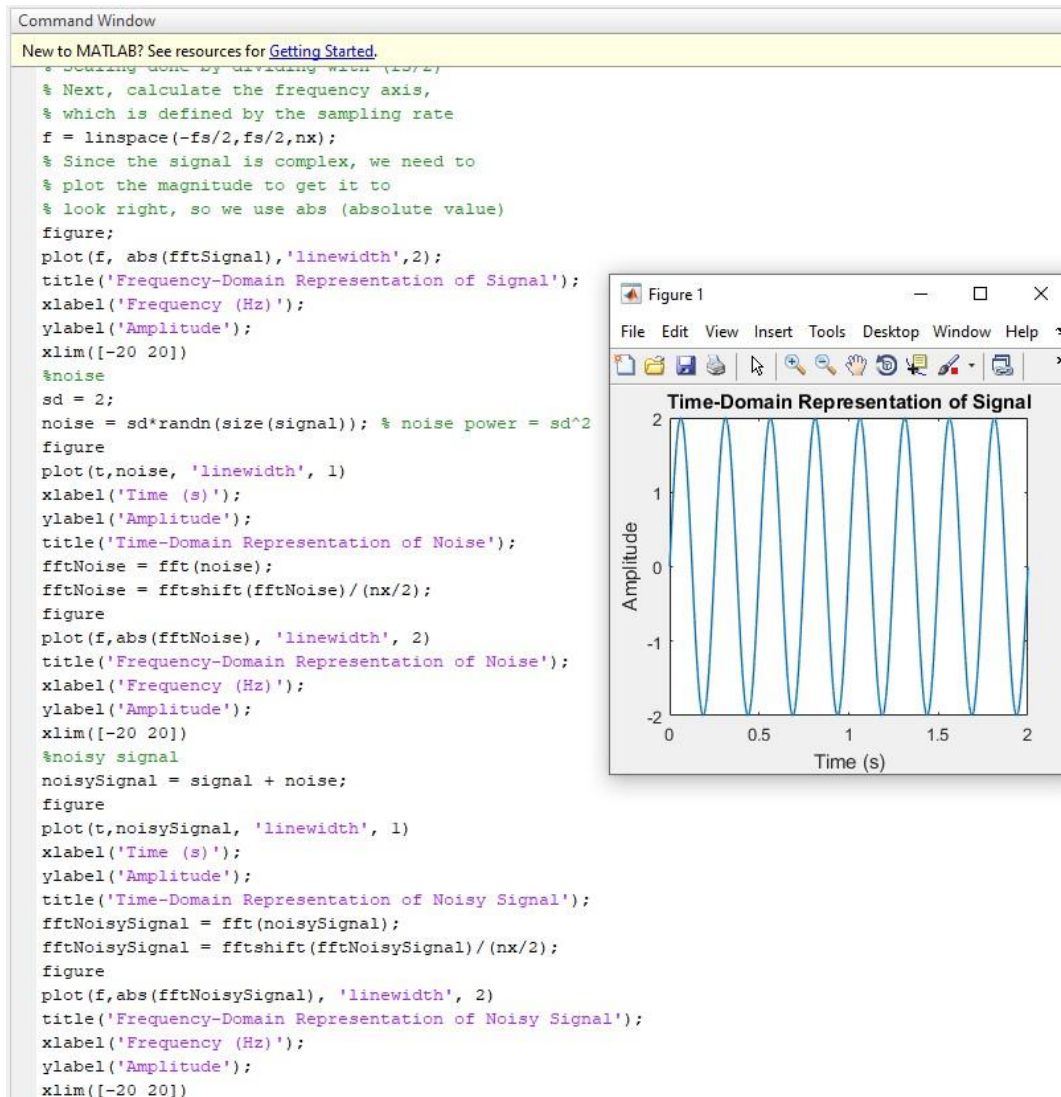 Command Window
New to MATLAB? See resources for Getting Started.
% Scaling done by dividing with (fs/2)
% Next, calculate the frequency axis,
% which is defined by the sampling rate
f = linspace(-fs/2,fs/2,nx);
% Since the signal is complex, we need to
% plot the magnitude to get it to
% look right, so we use abs (absolute value)
figure;
plot(f, abs(fftSignal),'linewidth',2);
title('Frequency-Domain Representation of Signal');
xlabel('Frequency (Hz)');
ylabel('Amplitude');
xlim([-20 20])
%noise
sd = 2;
noise = sd*randn(size(signal)); % noise power = sd^2
figure
plot(t,noise, 'linewidth', 1)
xlabel('Time (s)');
ylabel('Amplitude');
title('Time-Domain Representation of Noise');
fftNoise = fft(noise);
fftNoise = fftshift(fftNoise)/(nx/2);
figure
plot(f,abs(fftNoise), 'linewidth', 2)
title('Frequency-Domain Representation of Noise');
xlabel('Frequency (Hz)');
ylabel('Amplitude');
xlim([-20 20])
%noisy signal
noisySignal = signal + noise;
figure
plot(t,noisySignal, 'linewidth', 1)
xlabel('Time (s)');
ylabel('Amplitude');
title('Time-Domain Representation of Noisy Signal');
fftNoisySignal = fft(noisySignal);
fftNoisySignal = fftshift(fftNoisySignal)/(nx/2);
figure
plot(f,abs(fftNoisySignal), 'linewidth', 2)
title('Frequency-Domain Representation of Noisy Signal');
xlabel('Frequency (Hz)');
ylabel('Amplitude');
xlim([-20 20])
Figure 1
File Edit View Insert Tools Desktop Window Help
Time-Domain Representation of Signal
2
1
0
-1
-2
Amplitude
0 0.5 1 1.5 2
Time (s)